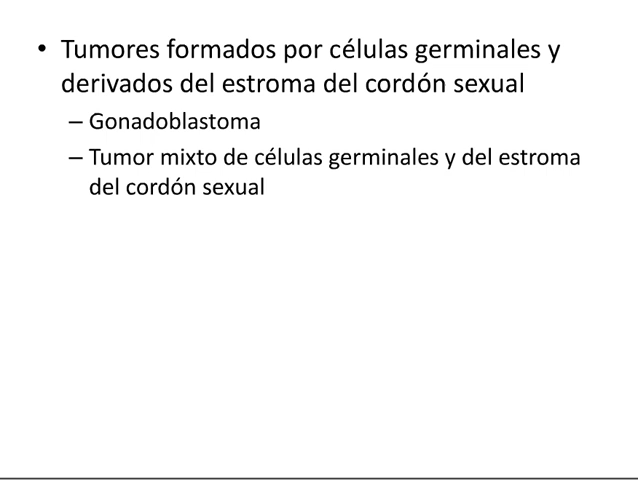 • Tumores formados por células germinales y
derivados del estroma del cordón sexual
– Gonadoblastoma
– Tumor mixto de células germinales y del estroma
del cordón sexual